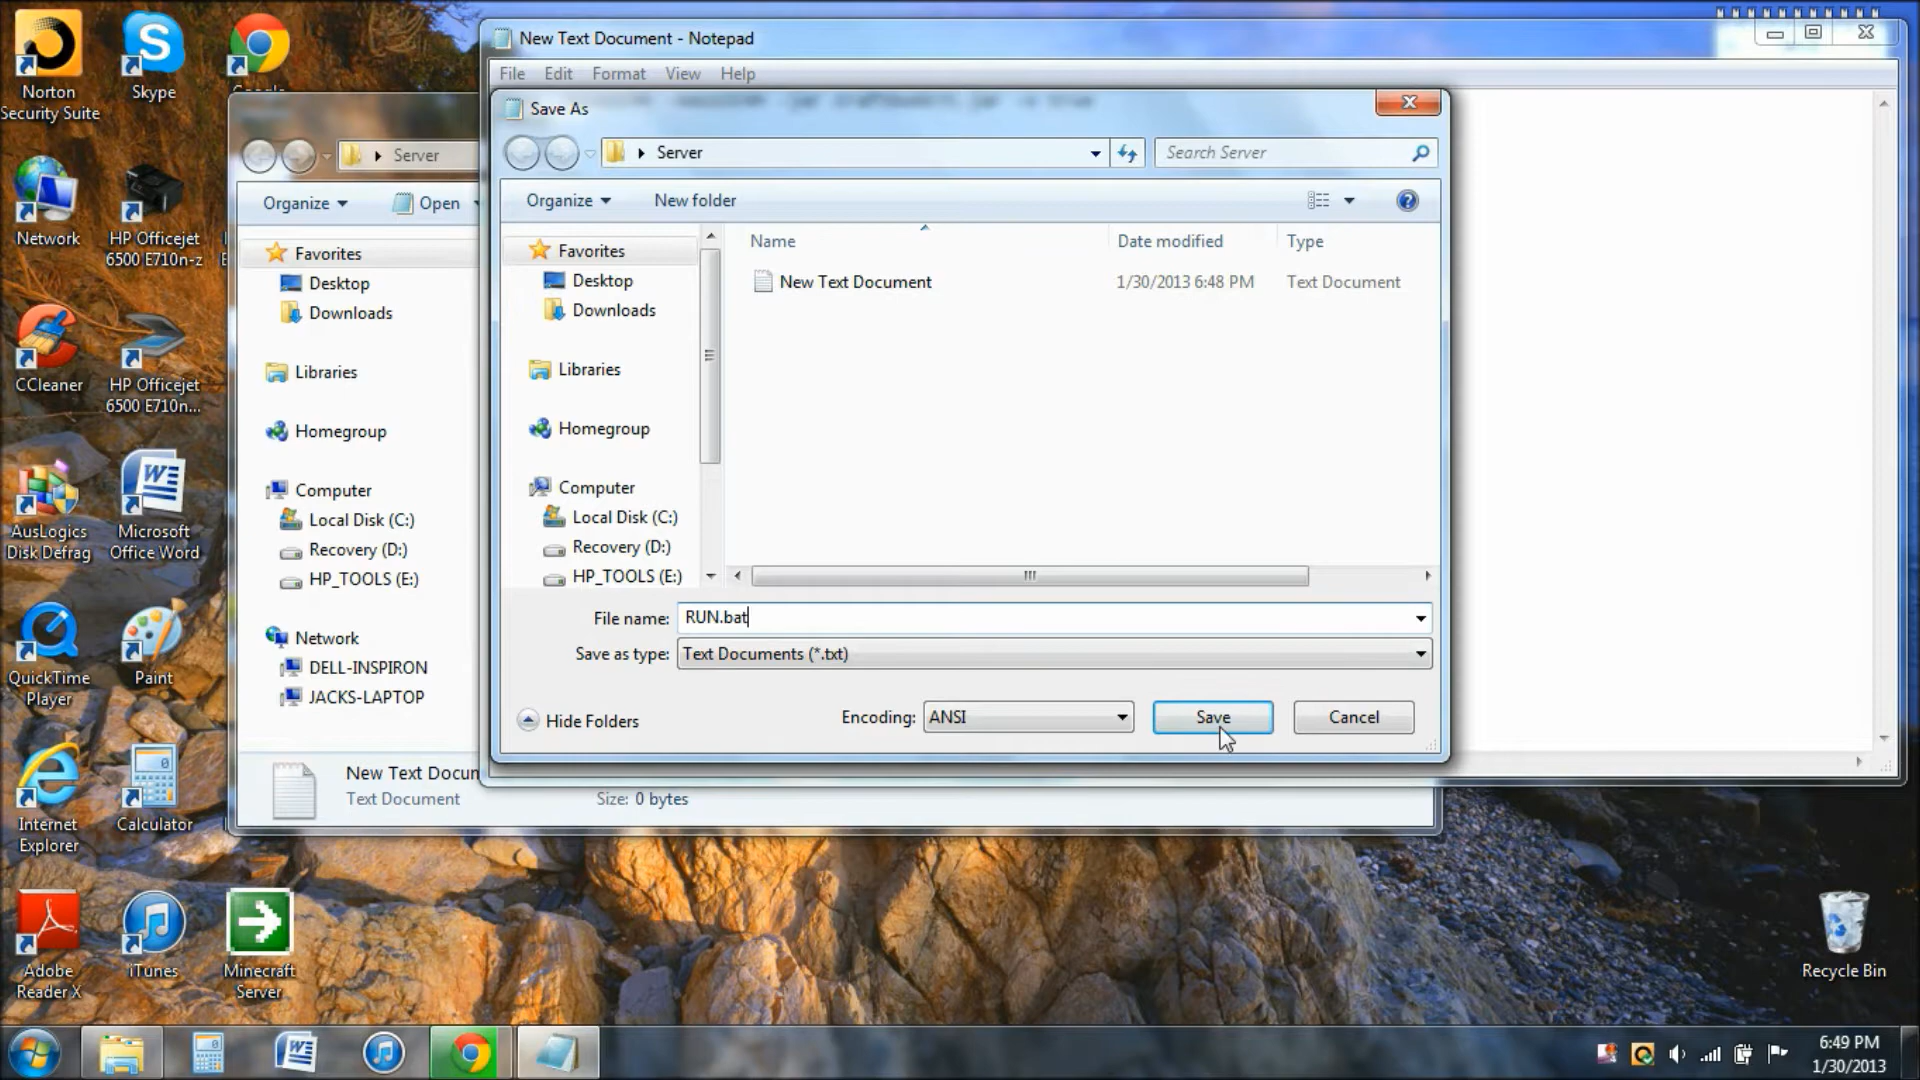 Norton
Security Suite
Skype
Google
Network
HP Officejet
6500 E710n-z
CCleaner
HP Officejet
6500 E710n...
AusLogics
Disk Defrag
Microsoft
Office Word
QuickTime
Player
Paint
Internet
Explorer
Calculator
Adobe
Reader X
iTunes
Minecraft
Server
Recycle Bin
Server
Organize
Open
Favorites
Desktop
Downloads
Libraries
Homegroup
Computer
Local Disk (C:)
Recovery (D:)
HP_TOOLS (E:)
Network
DELL-INSPIRON
JACKS-LAPTOP
New Text Docum
Text Document
Size: 0 bytes
New Text Document - Notepad
File Edit Format View Help
Save As
Server
Search Server
Organize
New folder
Favorites
Desktop
Downloads
Libraries
Homegroup
Computer
Local Disk (C:)
Recovery (D:)
HP_TOOLS (E:)
Name Date modified Type
New Text Document 1/30/2013 6:48 PM Text Document
File name: RUN.bat
Save as type: Text Documents (*.txt)
Hide Folders
Encoding: ANSI
Save
Cancel
6:49 PM
1/30/2013